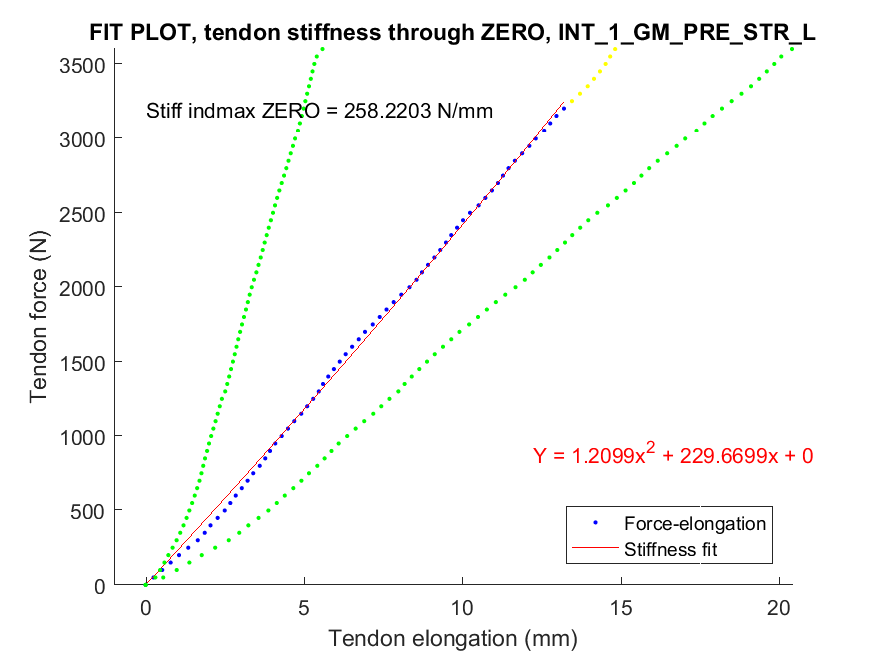 FIT PLOT, tendon stiffness through ZERO, INT_1_GM_PRE_STR_L
3500
Stiff indmax ZERO = 258.2203 N/mm
3000
2500
2000
Tendon force (N)
1500
1000
Y = 1.2099x^2 + 229.6699x + 0
500
Force-elongation
Stiffness fit
0
0 5 10 15 20
Tendon elongation (mm)